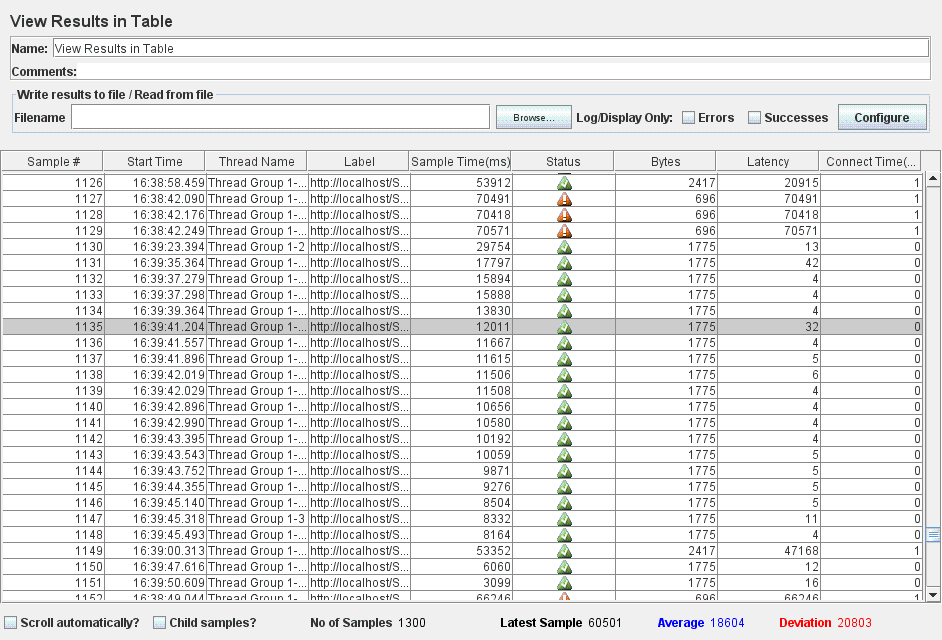 View Results in Table
Name: View Results in Table
Comments:
Write results to file / Read from file
Filename Browse... Log/Display Only: Errors Successes Configure
Sample # Start Time Thread Name Label Sample Time(ms) Status Bytes Latency Connect Time(...
1126 16:38:58.459 Thread Group 1-... http://localhost/S... 53912 2417 20915 1
1127 16:38:42.090 Thread Group 1-... http://localhost/S... 70491 696 70491 1
1128 16:38:42.176 Thread Group 1-... http://localhost/S... 70418 696 70418 1
1129 16:38:42.249 Thread Group 1-... http://localhost/S... 70571 696 70571 1
1130 16:39:23.394 Thread Group 1-2 http://localhost/S... 29754 1775 13 0
1131 16:39:35.364 Thread Group 1-... http://localhost/S... 17797 1775 42 0
1132 16:39:37.279 Thread Group 1-... http://localhost/S... 15894 1775 4 0
1133 16:39:37.298 Thread Group 1-... http://localhost/S... 15888 1775 4 0
1134 16:39:39.364 Thread Group 1-... http://localhost/S... 13830 1775 4 0
1135 16:39:41.204 Thread Group 1-... http://localhost/S... 12011 1775 32 0
1136 16:39:41.557 Thread Group 1-... http://localhost/S... 11667 1775 4 0
1137 16:39:41.896 Thread Group 1-... http://localhost/S... 11615 1775 5 0
1138 16:39:42.019 Thread Group 1-... http://localhost/S... 11506 1775 6 0
1139 16:39:42.029 Thread Group 1-... http://localhost/S... 11508 1775 4 0
1140 16:39:42.896 Thread Group 1-... http://localhost/S... 10656 1775 4 0
1141 16:39:42.990 Thread Group 1-... http://localhost/S... 10580 1775 4 0
1142 16:39:43.395 Thread Group 1-... http://localhost/S... 10192 1775 4 0
1143 16:39:43.543 Thread Group 1-... http://localhost/S... 10059 1775 5 0
1144 16:39:43.752 Thread Group 1-... http://localhost/S... 9871 1775 5 0
1145 16:39:44.355 Thread Group 1-... http://localhost/S... 9276 1775 5 0
1146 16:39:45.140 Thread Group 1-... http://localhost/S... 8504 1775 5 0
1147 16:39:45.318 Thread Group 1-3 http://localhost/S... 8332 1775 11 0
1148 16:39:45.493 Thread Group 1-... http://localhost/S... 8164 1775 4 0
1149 16:39:00.313 Thread Group 1-... http://localhost/S... 53352 2417 47168 1
1150 16:39:47.616 Thread Group 1-... http://localhost/S... 6060 1775 12 0
1151 16:39:50.609 Thread Group 1-... http://localhost/S... 3099 1775 16 0
1152 16:38:49.044 Thread Group 1-... http://localhost/S... 66246 696 66246 1
Scroll automatically? Child samples? No of Samples 1300 Latest Sample 60501 Average 18604 Deviation 20803